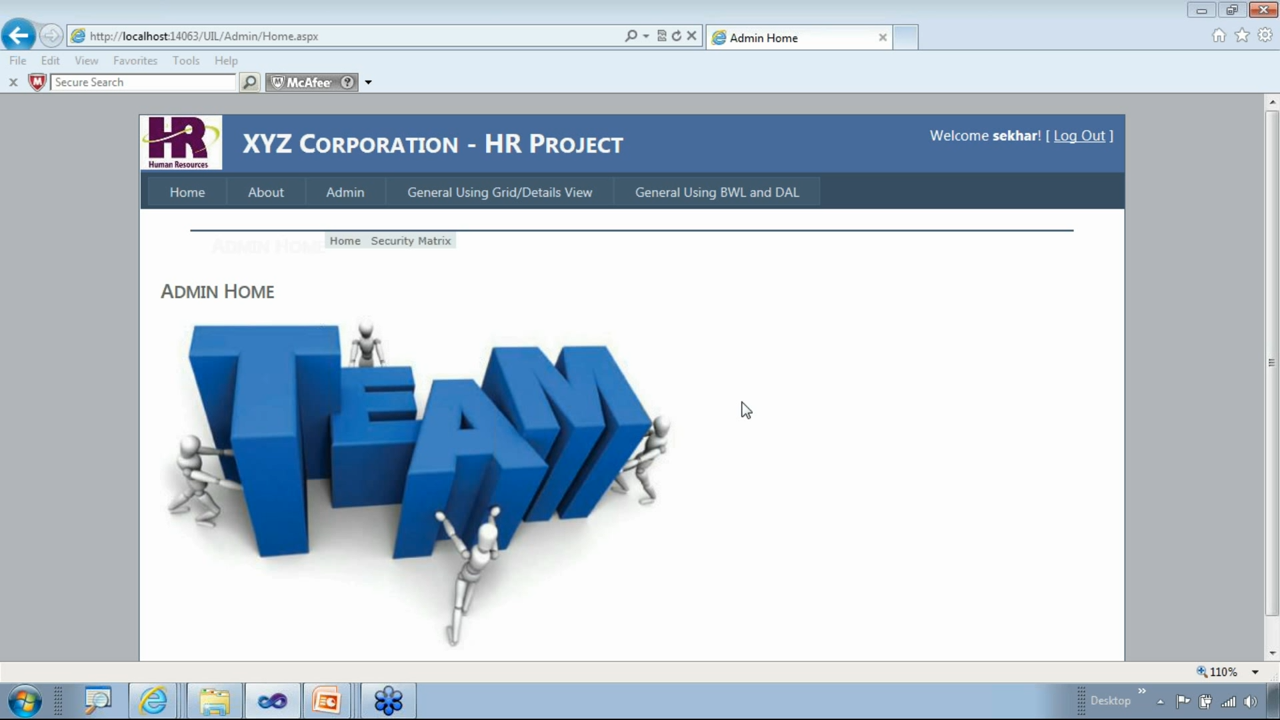 http://localhost:14063/UIL/Admin/Home.aspx
Admin Home
File Edit View Favorites Tools Help
Secure Search
McAfee
HR
Human Resources
XYZ Corporation - HR Project
Welcome sekhar! [ Log Out ]
Home About Admin General Using Grid/Details View General Using BWL and DAL
Admin Home
Home Security Matrix
Admin Home
TEAM
110%
Desktop